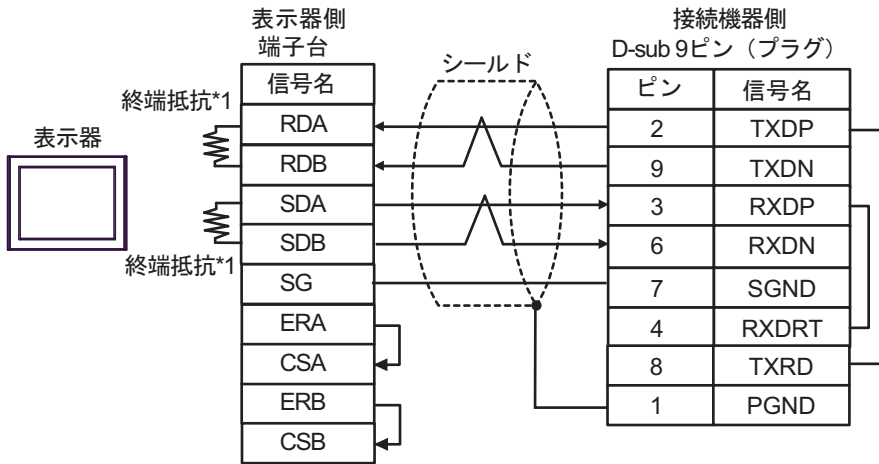 表示器側
端子台
接続機器側
D-sub 9ピン（プラグ）
シールド
終端抵抗*1
表示器
終端抵抗*1
信号名
RDA
RDB
SDA
SDB
SG
ERA
CSA
ERB
CSB
ピン 信号名
2 TXDP
9 TXDN
3 RXDP
6 RXDN
7 SGND
4 RXDRT
8 TXRD
1 PGND